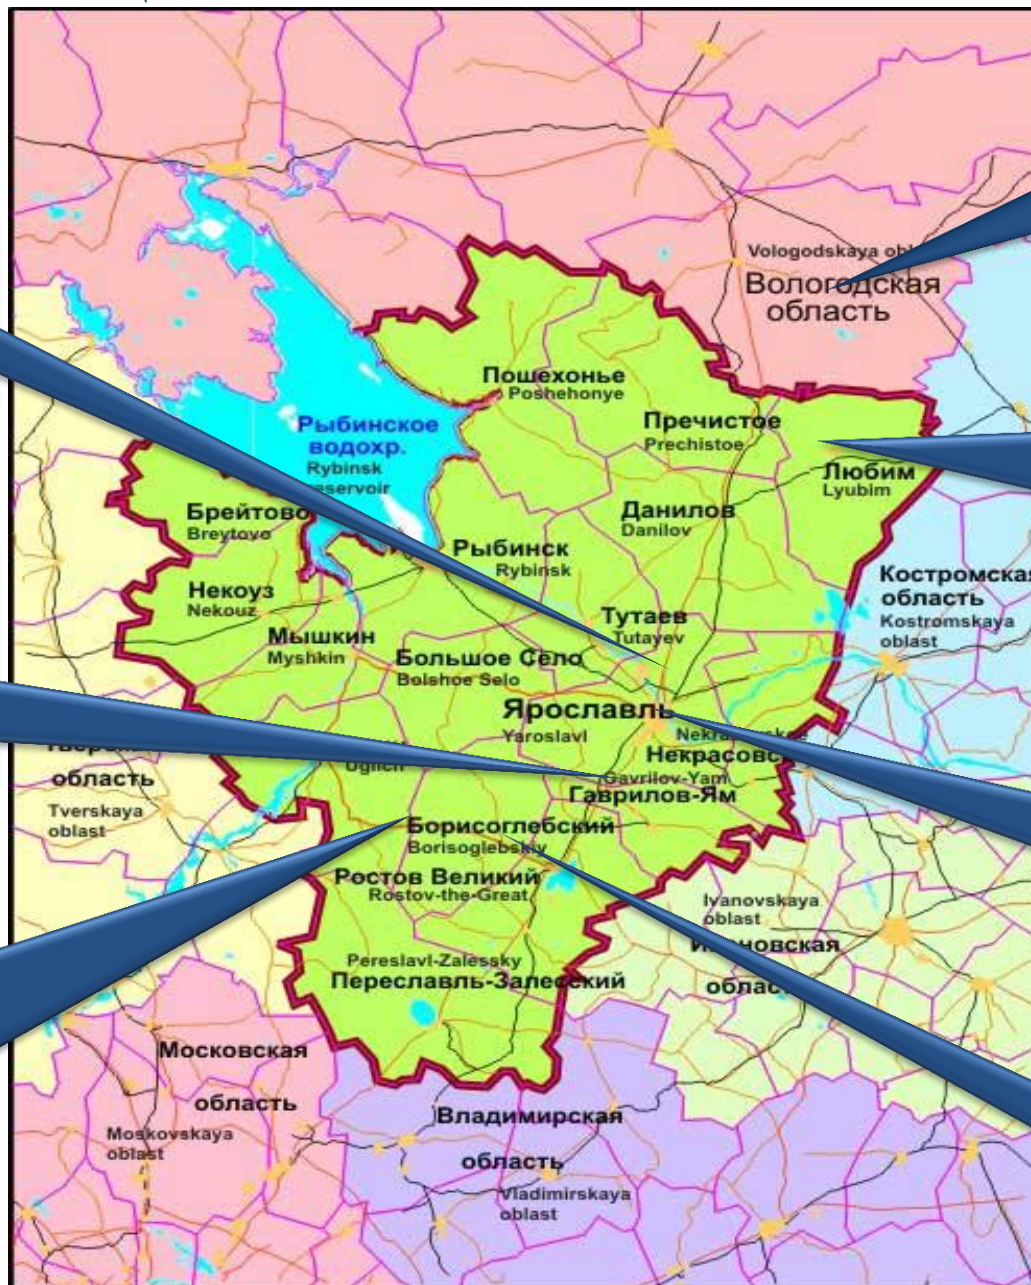 Vologodskaya obl
Вологодская
область
Пошехонье
Poshehonye
Пречистое
Prechistoe
Рыбинское
водохр.
Rybinsk
reservoir
Любим
Lyubim
Брейтово
Breytovo
Данилов
Danilov
Рыбинск
Rybinsk
Костромская
область
Kostromskaya
oblast
Некоуз
Nekouz
Тутаев
Tutayev
Мышкин
Myshkin
Большое Село
Bolshoe Selo
Ярославль
Yaroslavl
Некрасовс
Gavrilov-Yam
Гаврилов-Ям
Uglich
область
Tverskaya
oblast
Борисоглебский
Borisoglebskiy
Ростов Великий
Rostov-the-Great
Ivanovskaya
oblast
Ивановская
област
Pereslavl-Zalessky
Переславль-Залесский
Московская
область
Moskovskaya
oblast
Владимирская
область
Vladimirskaya
oblast